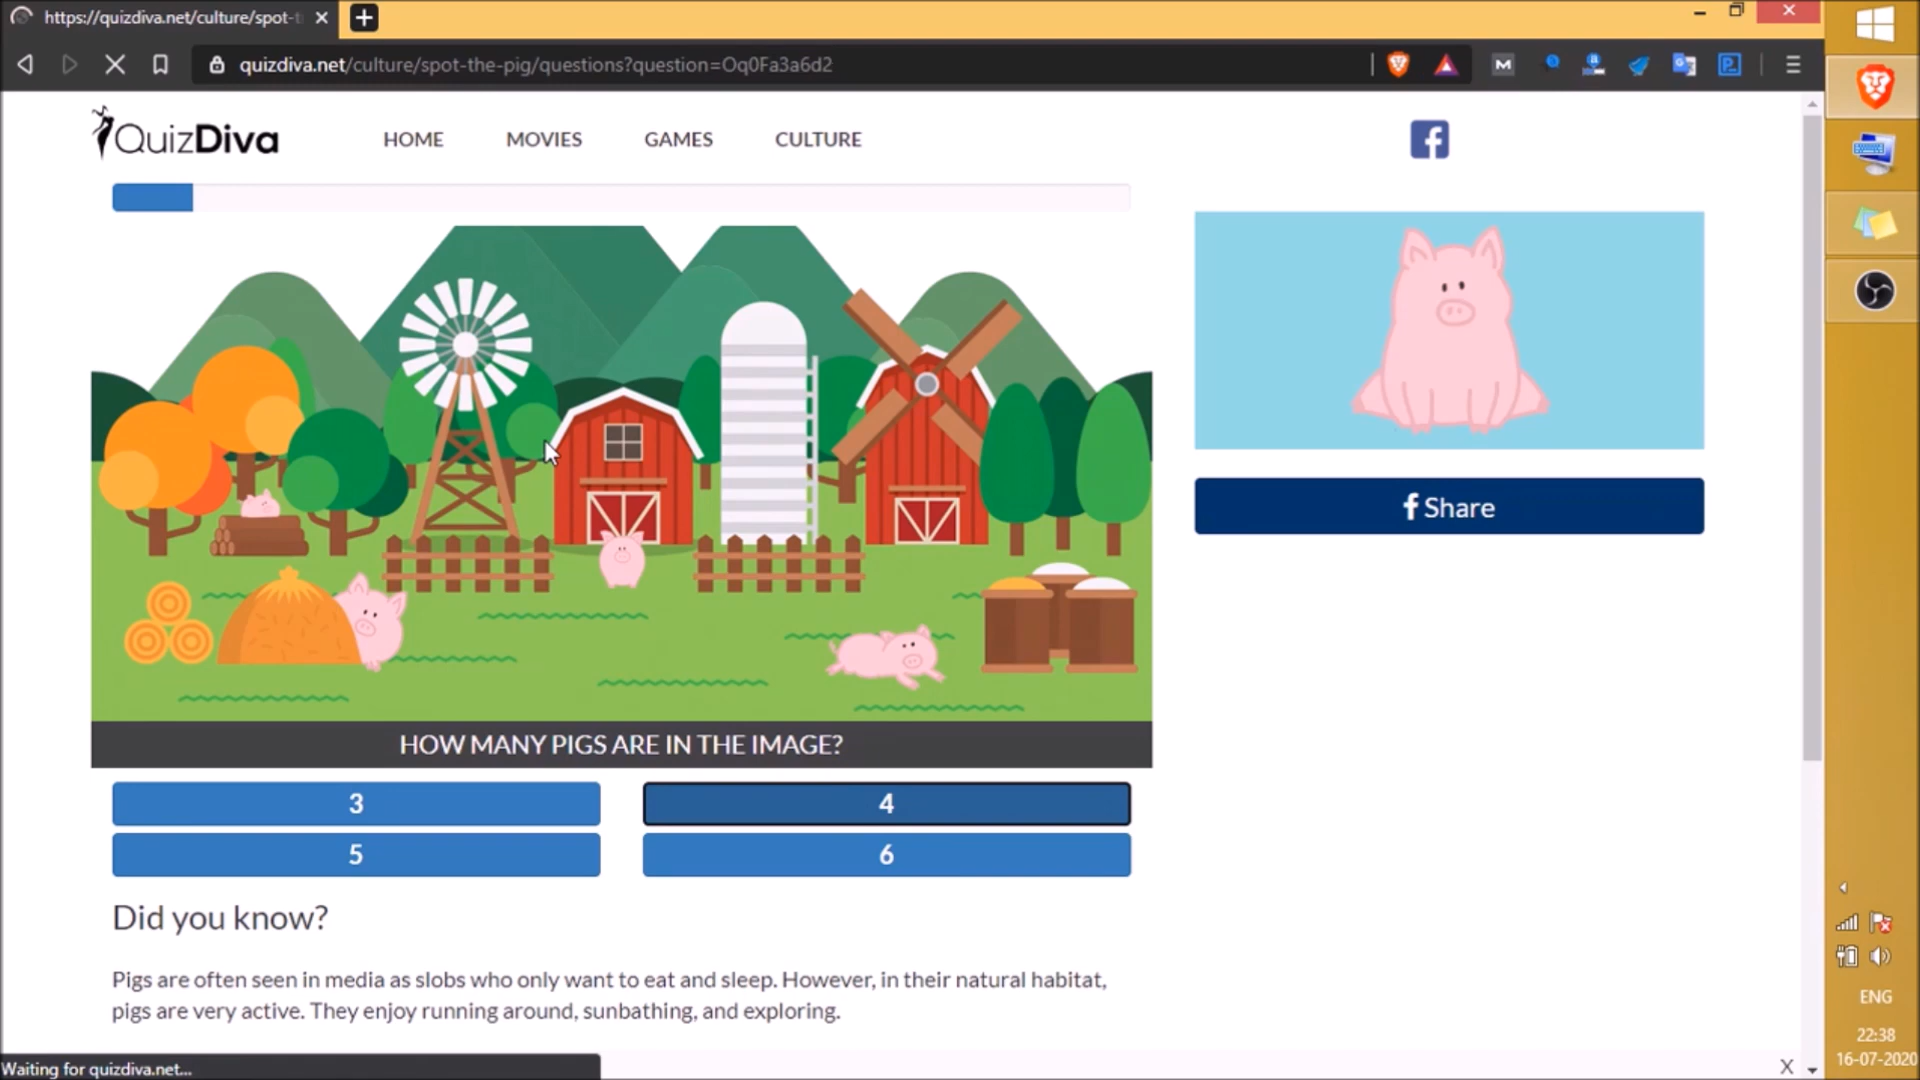 https://quizdiva.net/culture/spot-t
quizdiva.net/culture/spot-the-pig/questions?question=Oq0Fa3a6d2
QuizDiva
HOME
MOVIES
GAMES
CULTURE
f Share
HOW MANY PIGS ARE IN THE IMAGE?
3
4
5
6
Did you know?
Pigs are often seen in media as slobs who only want to eat and sleep. However, in their natural habitat,
pigs are very active. They enjoy running around, sunbathing, and exploring.
Waiting for quizdiva.net...
X
ENG
22:38
16-07-2020